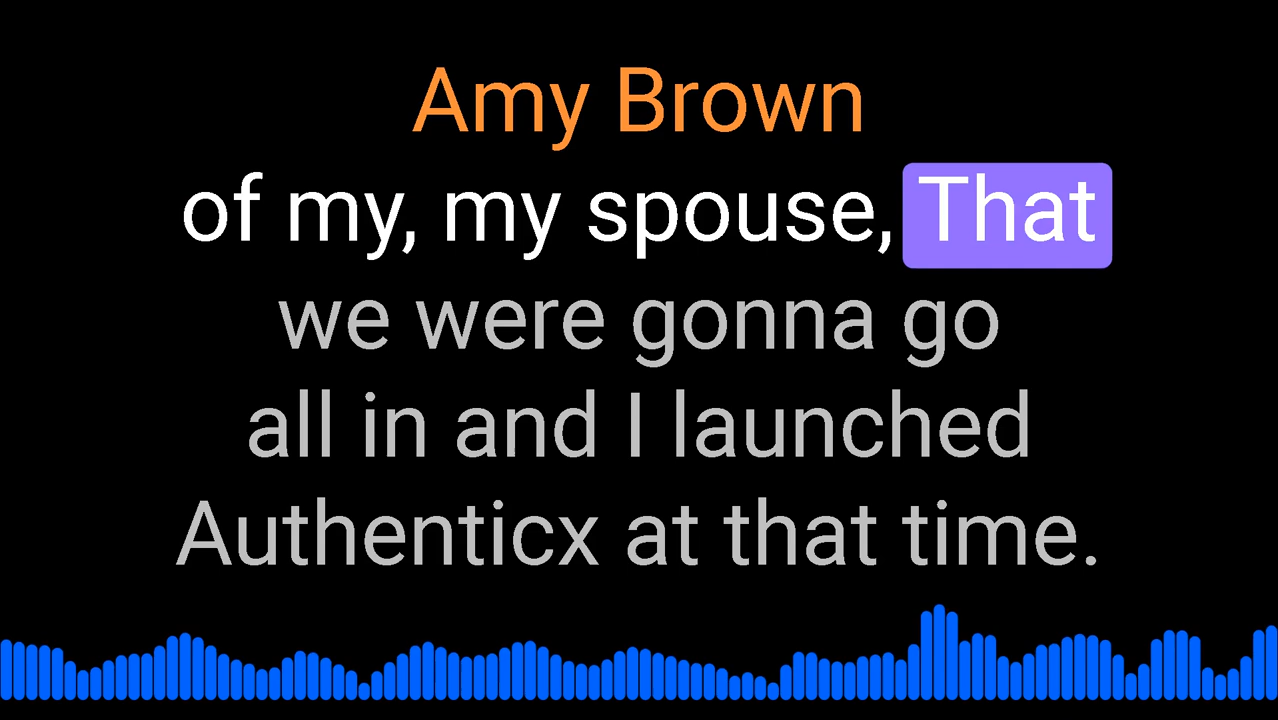 Amy Brown
of my, my spouse, That
we were gonna go
all in and I launched
Authenticx at that time.